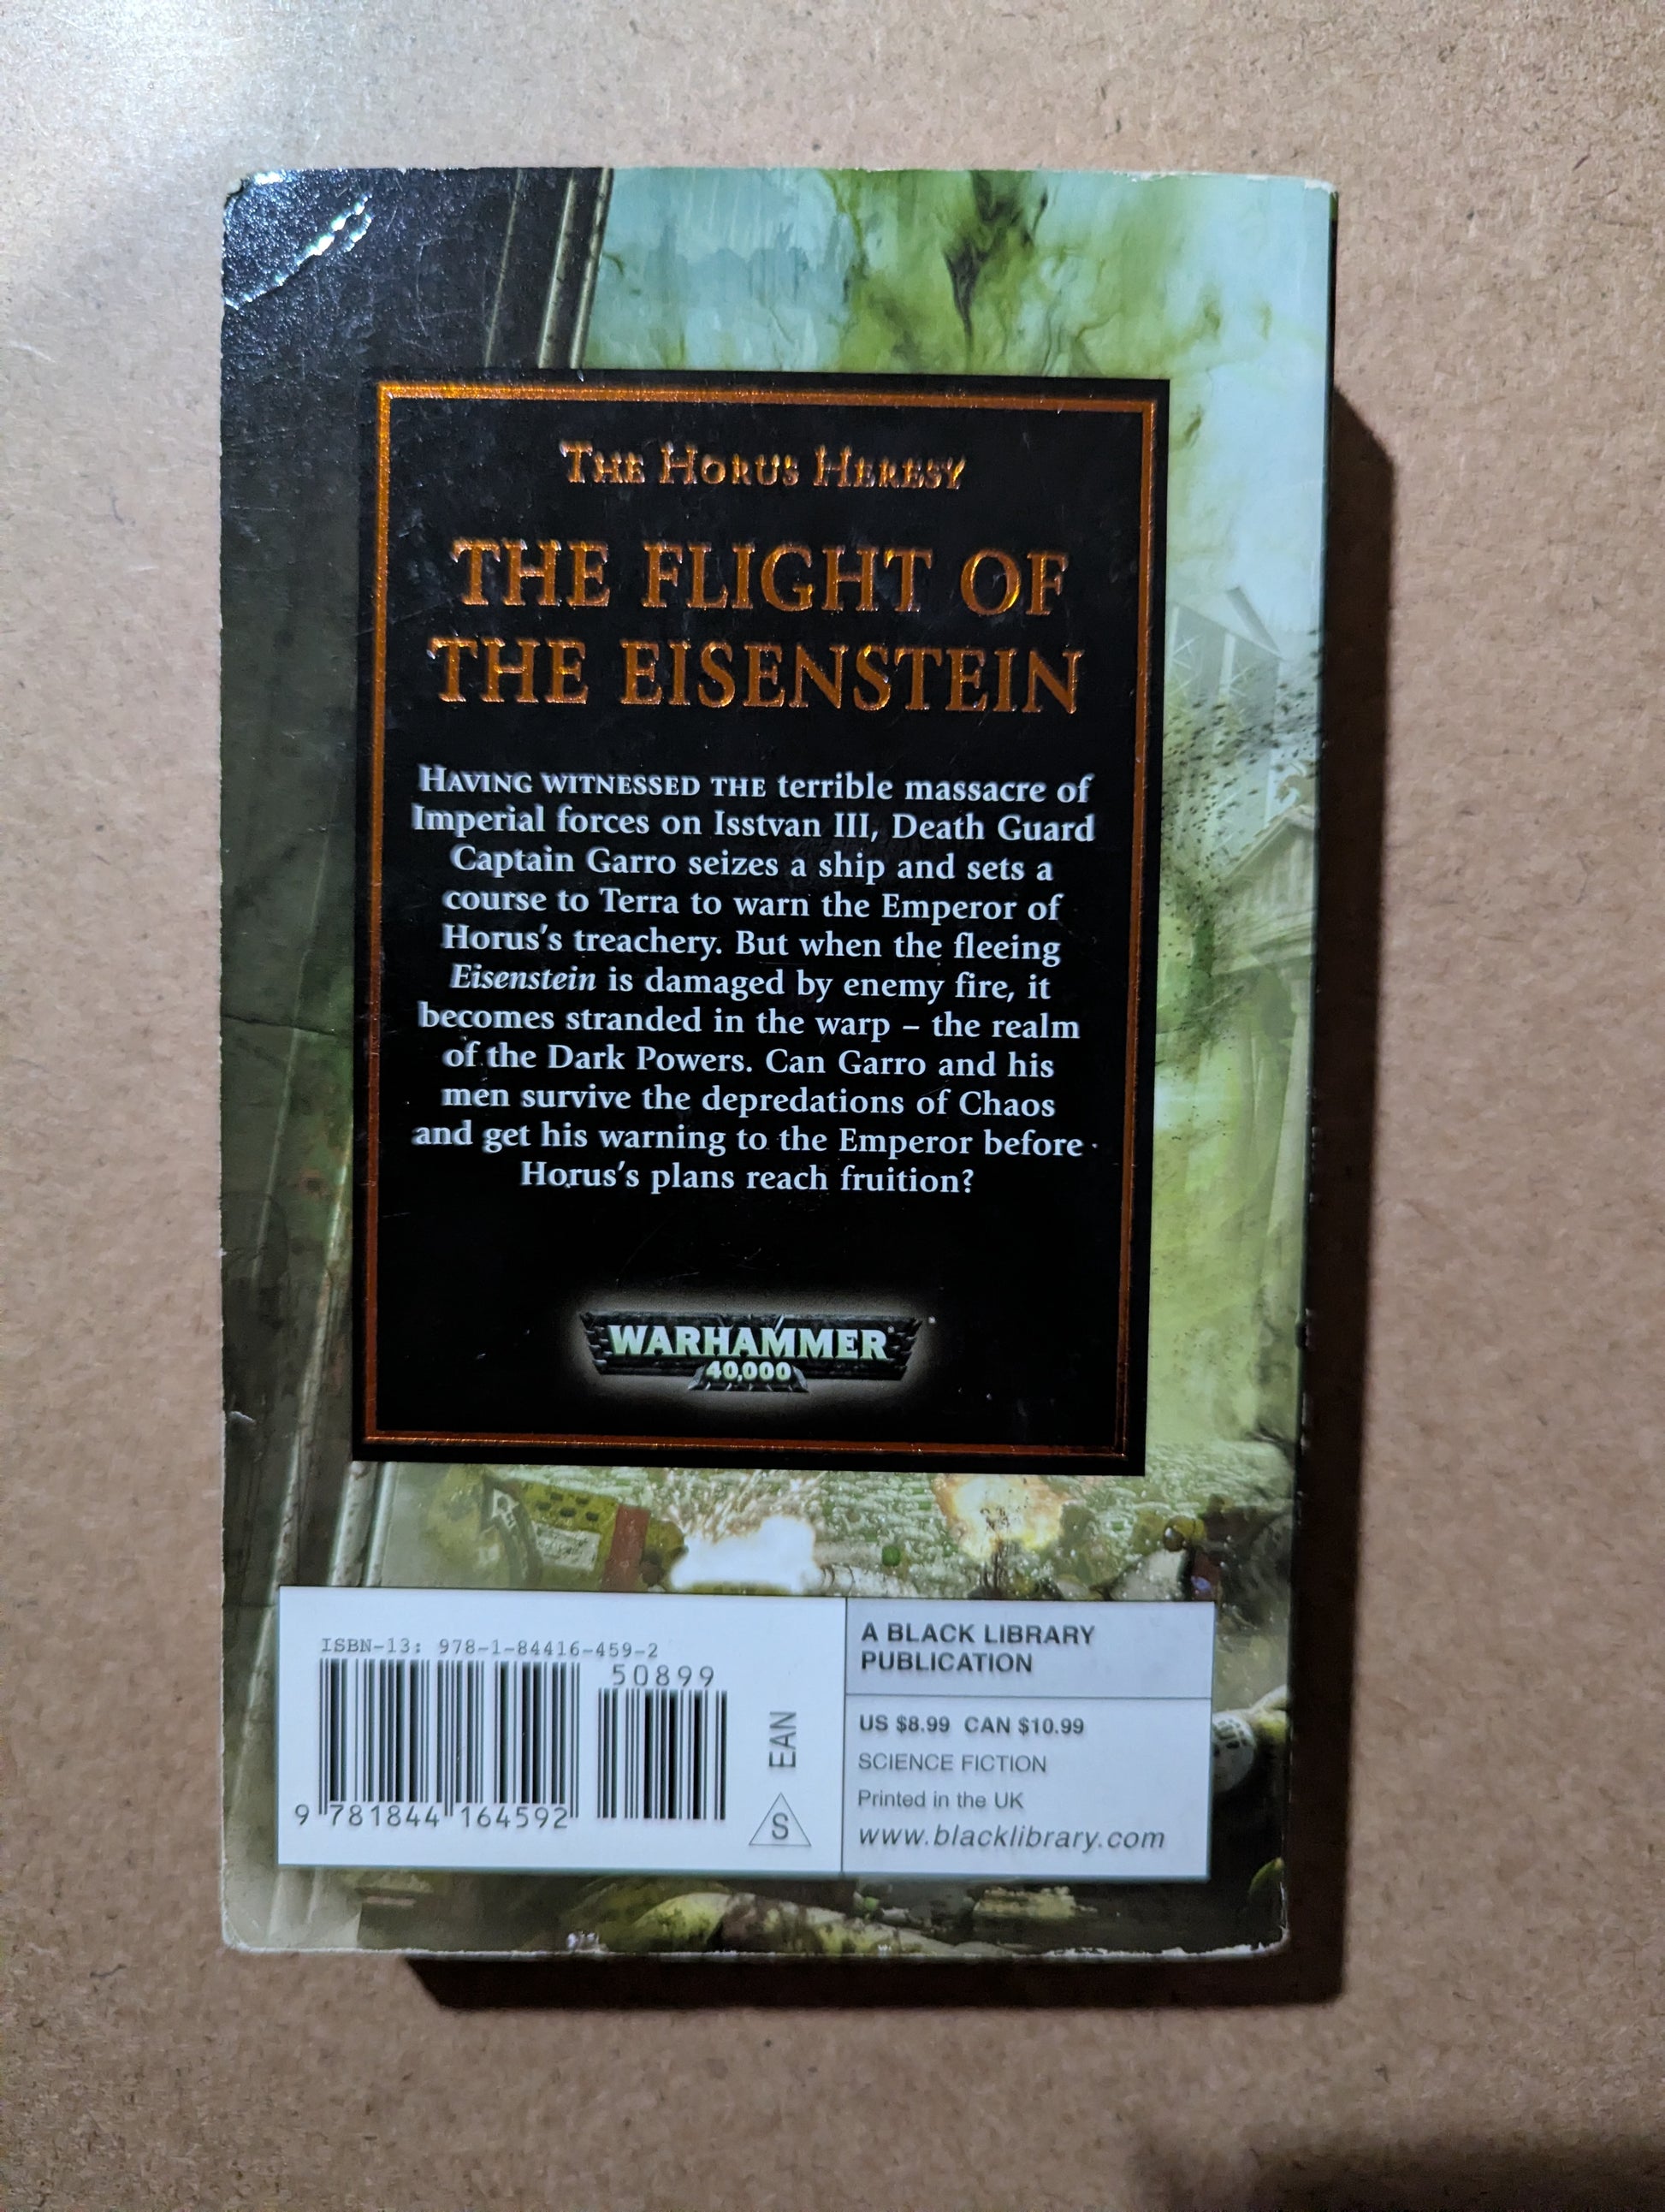 THE HORUS HERESY
THE FLIGHT OF
THE EISENSTEIN
HAVING WITNESSED THE terrible massacre of
Imperial forces on Isstvan III, Death Guard
Captain Garro seizes a ship and sets a
course to Terra to warn the Emperor of
Horus's treachery. But when the fleeing
Eisenstein is damaged by enemy fire, it
becomes stranded in the warp – the realm
of the Dark Powers. Can Garro and his
men survive the depredations of Chaos
and get his warning to the Emperor before
Horus's plans reach fruition?
WARHAMMER
40,000
ISBN-13: 978-1-84416-459-2
50899
9 781844 164592
EAN
S
A BLACK LIBRARY
PUBLICATION
US $8.99 CAN $10.99
SCIENCE FICTION
Printed in the UK
www.blacklibrary.com